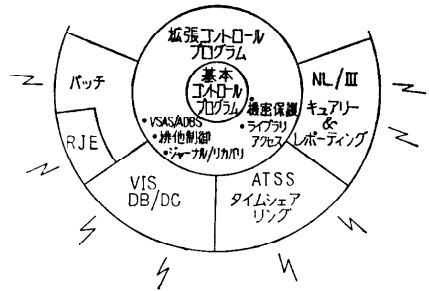 拡張コントロール
プログラム
基本
コントロール
プログラム
•VSAS/ADBS
•排他制御
•ジャーナル/リカバリ
•機密保護
•ライブラリ
アクセス
バッチ
RJE
VIS
DB/DC
ATSS
タイムシェア
リング
NL/III
キュアリー
&
レポーティング